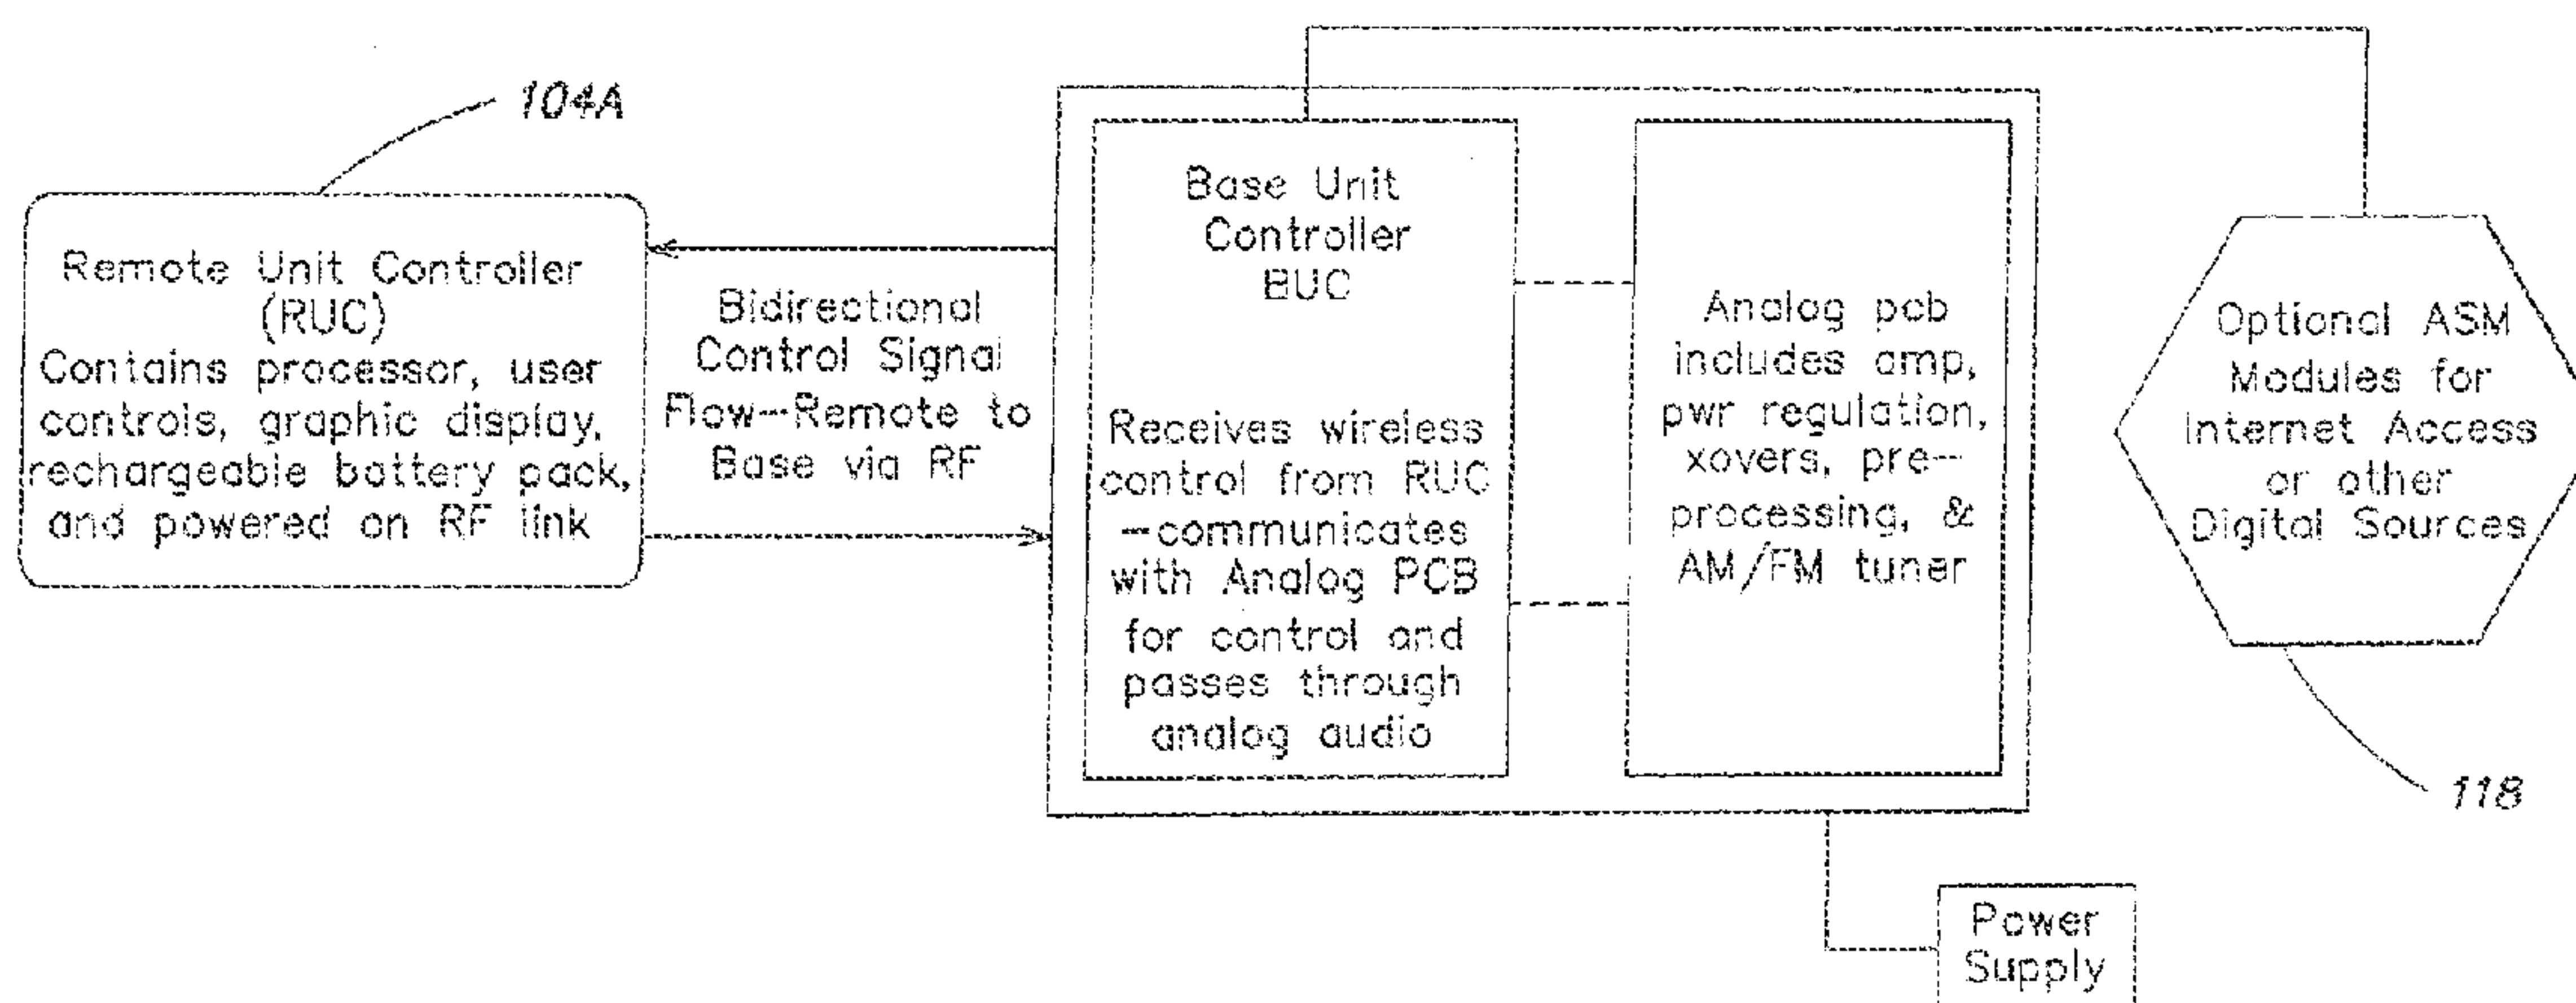 104A
Remote Unit Controller
(RUC)
Contains processor, user
controls, graphic display,
rechargeable battery pack,
and powered on RF link
Bidirectional
Control Signal
Flow--Remote to
Base via RF
Base Unit
Controller
BUC
Receives wireless
control from RUC
-communicates
with Analog PCB
for control and
passes through
analog audio
Analog pcb
includes amp,
pwr regulation,
xovers, pre-
processing, &
AM/FM tuner
Optional ASM
Modules for
Internet Access
or other
Digital Sources
118
Power
Supply